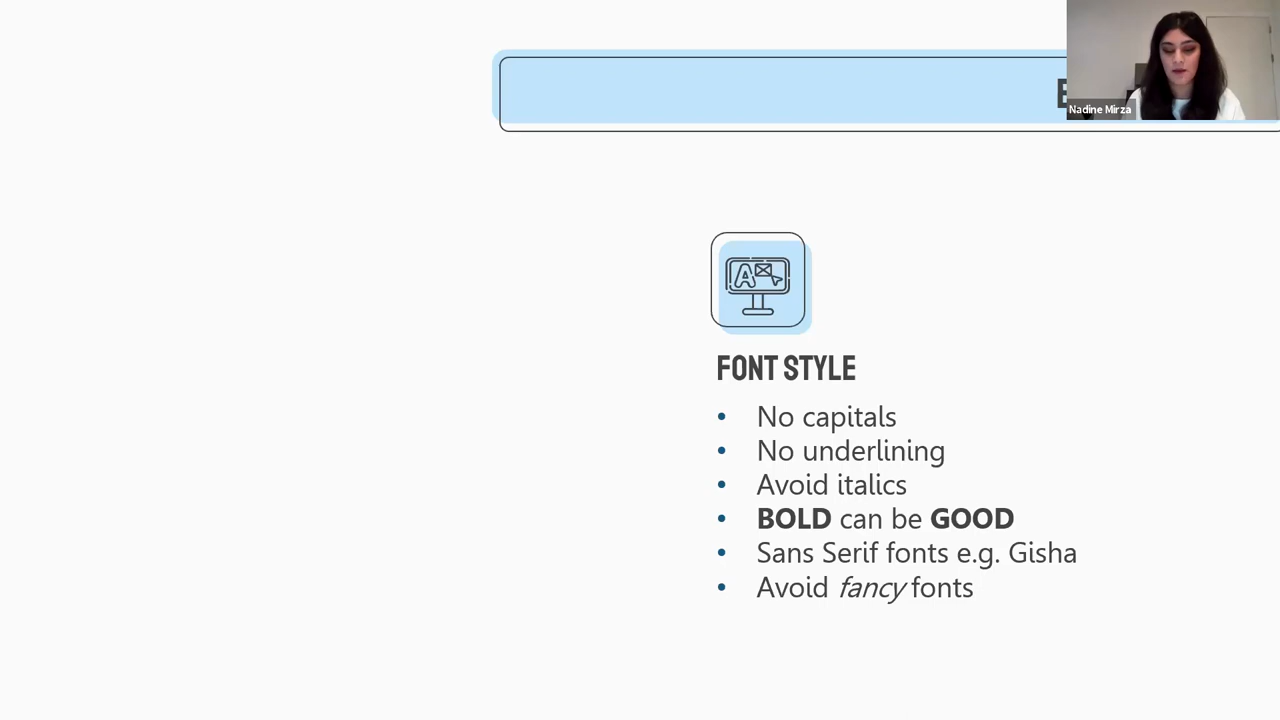 Nadine Mirza
FONT STYLE
• No capitals
• No underlining
• Avoid italics
• BOLD can be GOOD
• Sans Serif fonts e.g. Gisha
• Avoid fancy fonts